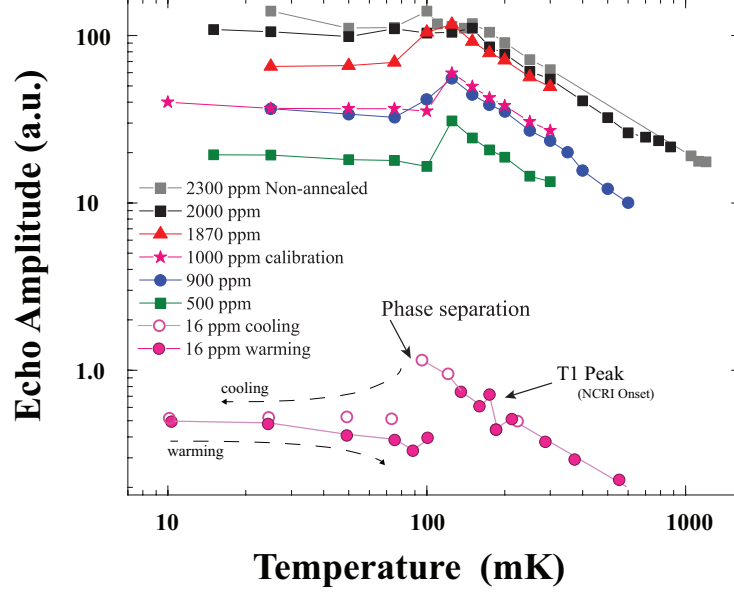 Echo Amplitude (a.u.)
100
10
1.0
2300 ppm Non-annealed
2000 ppm
1870 ppm
1000 ppm calibration
900 ppm
500 ppm
16 ppm cooling
16 ppm warming
Phase separation
T1 Peak
(NCRI Onset)
cooling
warming
10
100
1000
Temperature (mK)